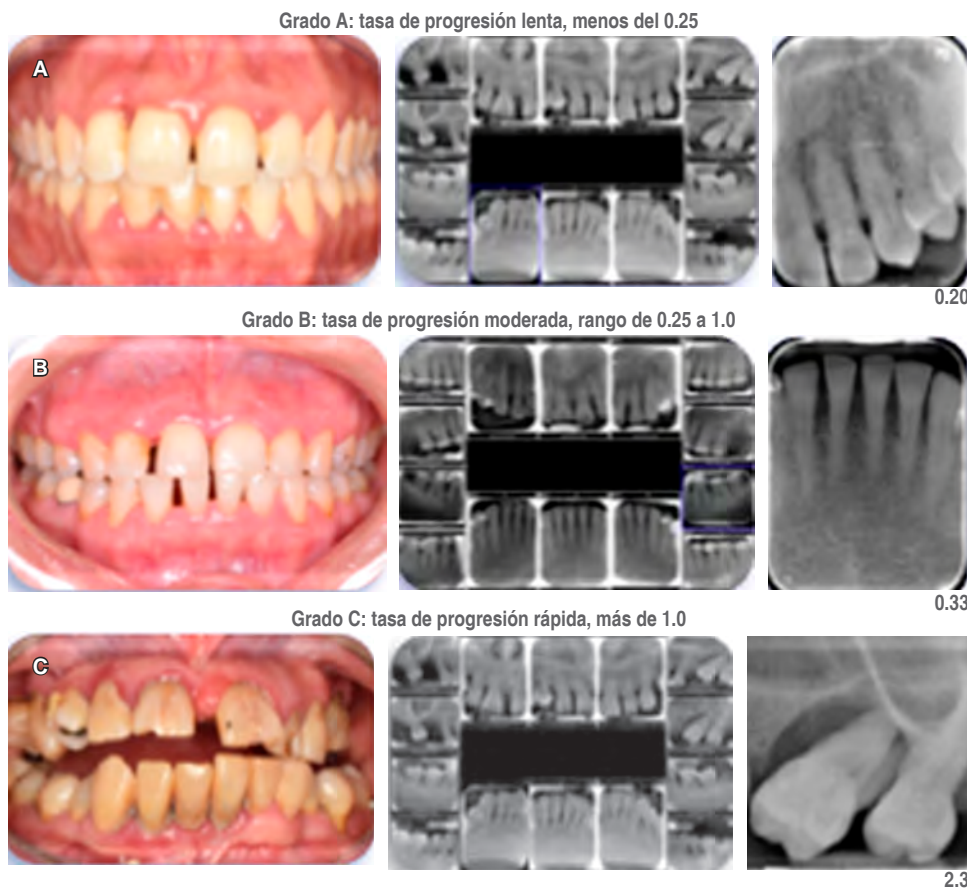 Grado A: tasa de progresión lenta, menos del 0.25
A
0.20
Grado B: tasa de progresión moderada, rango de 0.25 a 1.0
B
0.33
Grado C: tasa de progresión rápida, más de 1.0
C
2.3